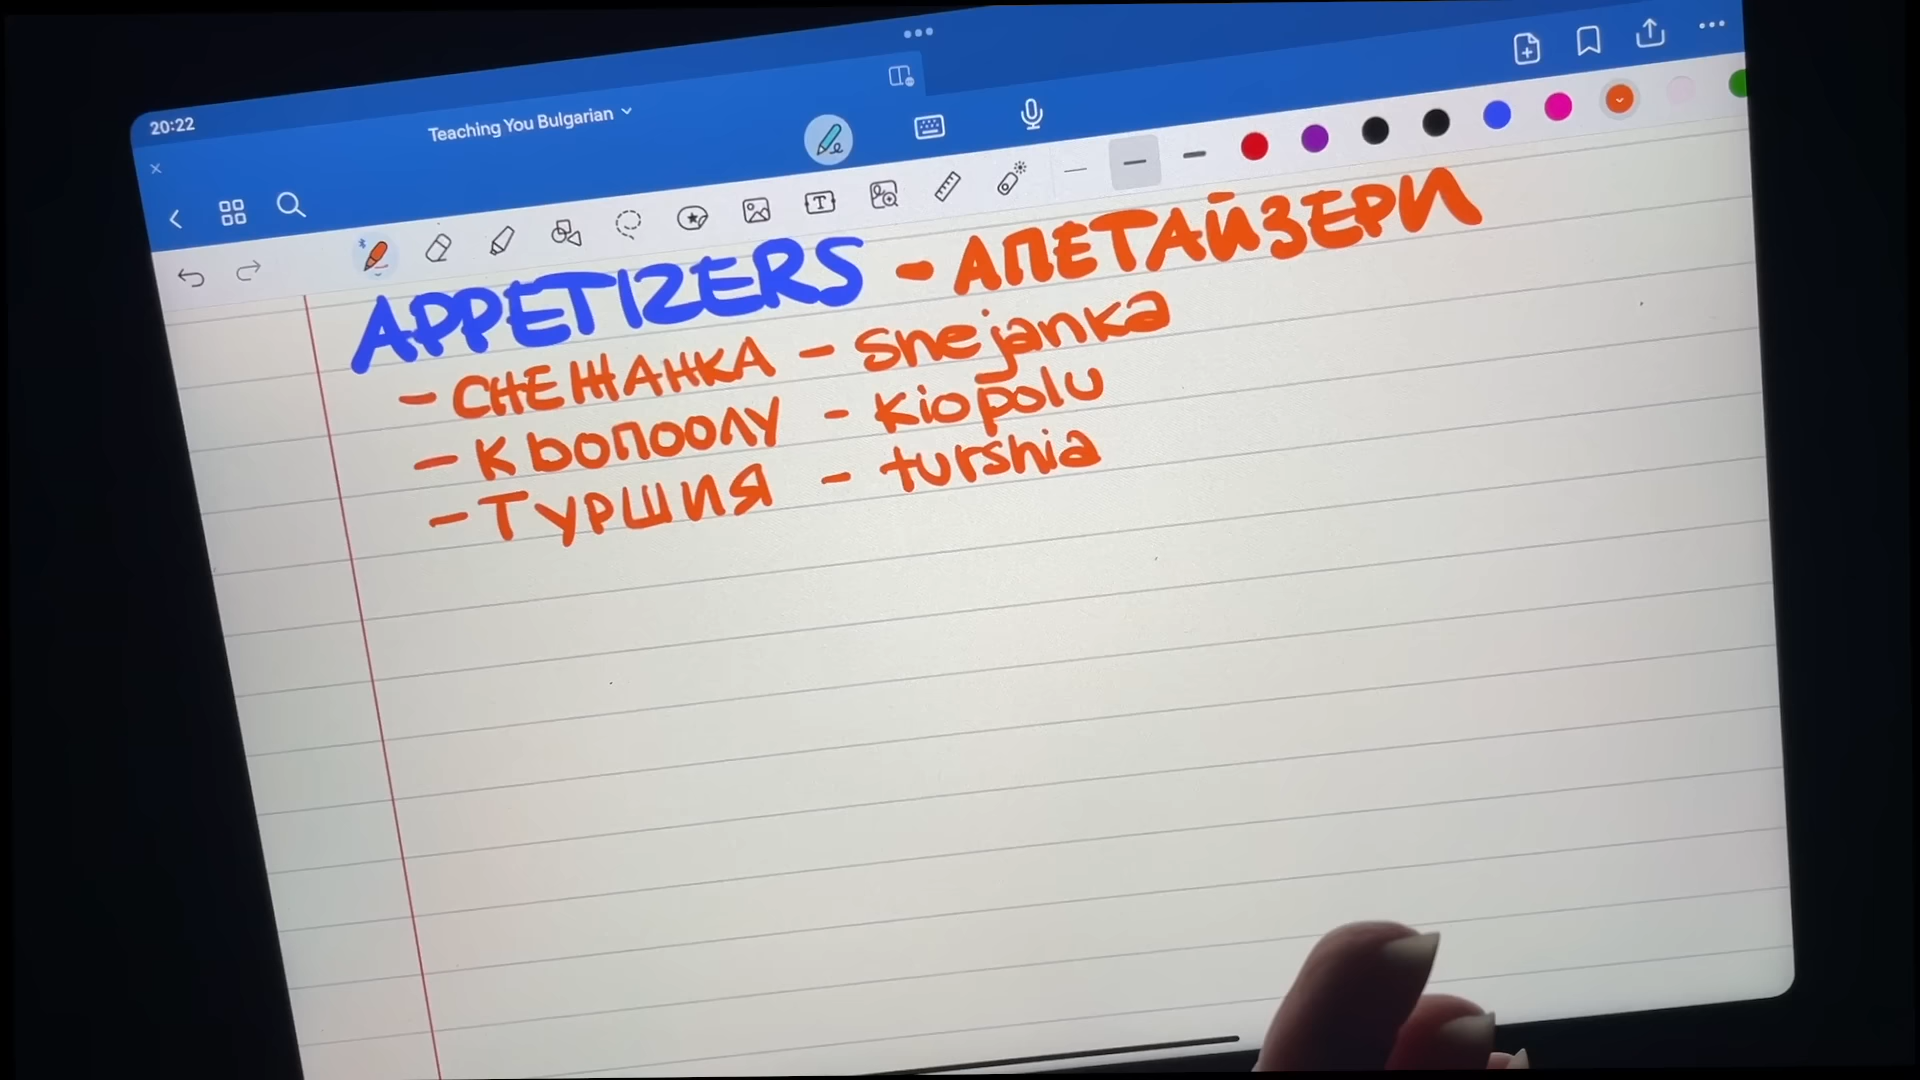 20:22
Teaching You Bulgarian
APPETIZERS - АПЕТАЙЗЕРИ
- СНЕЖАНКА - snejanka
- КЬОПООЛУ - kiopolu
- ТУРШИЯ - turshia